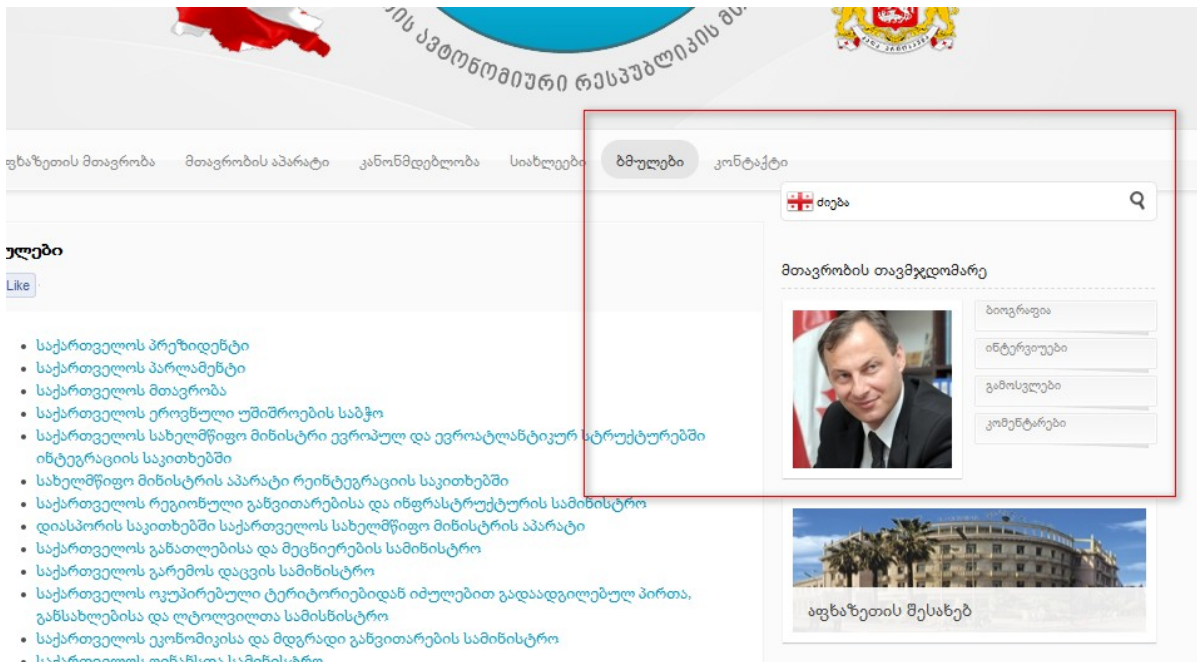 ავტონომიური რესპუბლიკის
მთავრობა მთავრობის აპარატი კანონმდებლობა სიახლეები ბმულები კონტაქტი
ძიება
Like
მთავრობის თავმჯდომარე
ბიოგრაფია
ინტერვიუები
გამოსვლები
კომენტარები
საქართველოს პრეზიდენტი
საქართველოს პარლამენტი
საქართველოს მთავრობა
საქართველოს ეროვნული უშიშროების საბჭო
საქართველოს სახელმწიფო მინისტრი ევროპულ და ევროატლანტიკურ სტრუქტურებში
ინტეგრაციის საკითხებში
სახელმწიფო მინისტრის აპარატი რეინტეგრაციის საკითხებში
საქართველოს რეგიონული განვითარებისა და ინფრასტრუქტურის სამინისტრო
დიასპორის საკითხებში საქართველოს სახელმწიფო მინისტრის აპარატი
საქართველოს განათლებისა და მეცნიერების სამინისტრო
საქართველოს გარემოს დაცვის სამინისტრო
საქართველოს ოკუპირებული ტერიტორიებიდან იძულებით გადაადგილებულ პირთა,
განსახლებისა და ლტოლვილთა სამისნისტრო
საქართველოს ეკონომიკისა და მდგრადი განვითარების სამინისტრო
საქართველოს ფინანსთა სამინისტრო
აფხაზეთის შესახებ